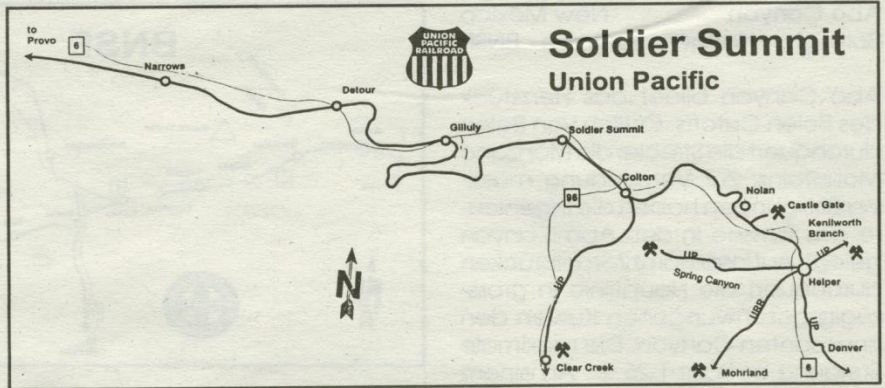 Soldier Summit
Union Pacific
UNION
PACIFIC
RAILROAD
to
Provo
6
Narrows
Detour
Gilluly
Soldier Summit
Colton
96
Nolan
Castle Gate
Kenilworth
Branch
UP
UP
Spring Canyon
Helper
UP
URR
UP
Denver
N
Clear Creek
Mohrland
6